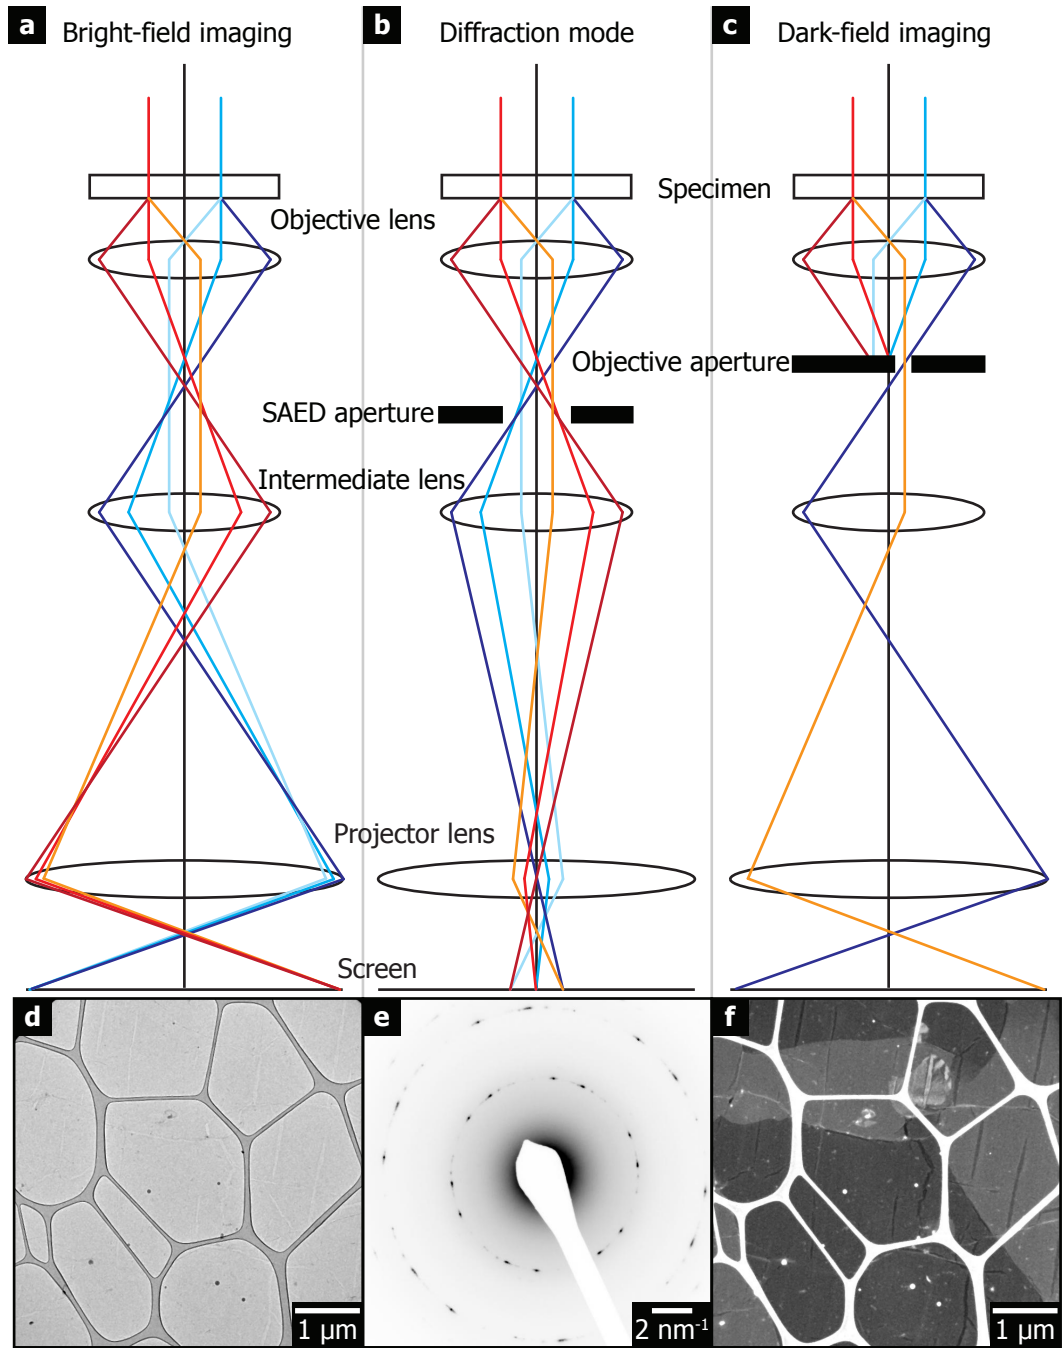 a Bright-field imaging
b Diffraction mode
c Dark-field imaging
Specimen
Objective lens
Objective aperture
SAED aperture
Intermediate lens
Projector lens
Screen
d
e
f
1 µm
2 nm⁻¹
1 µm